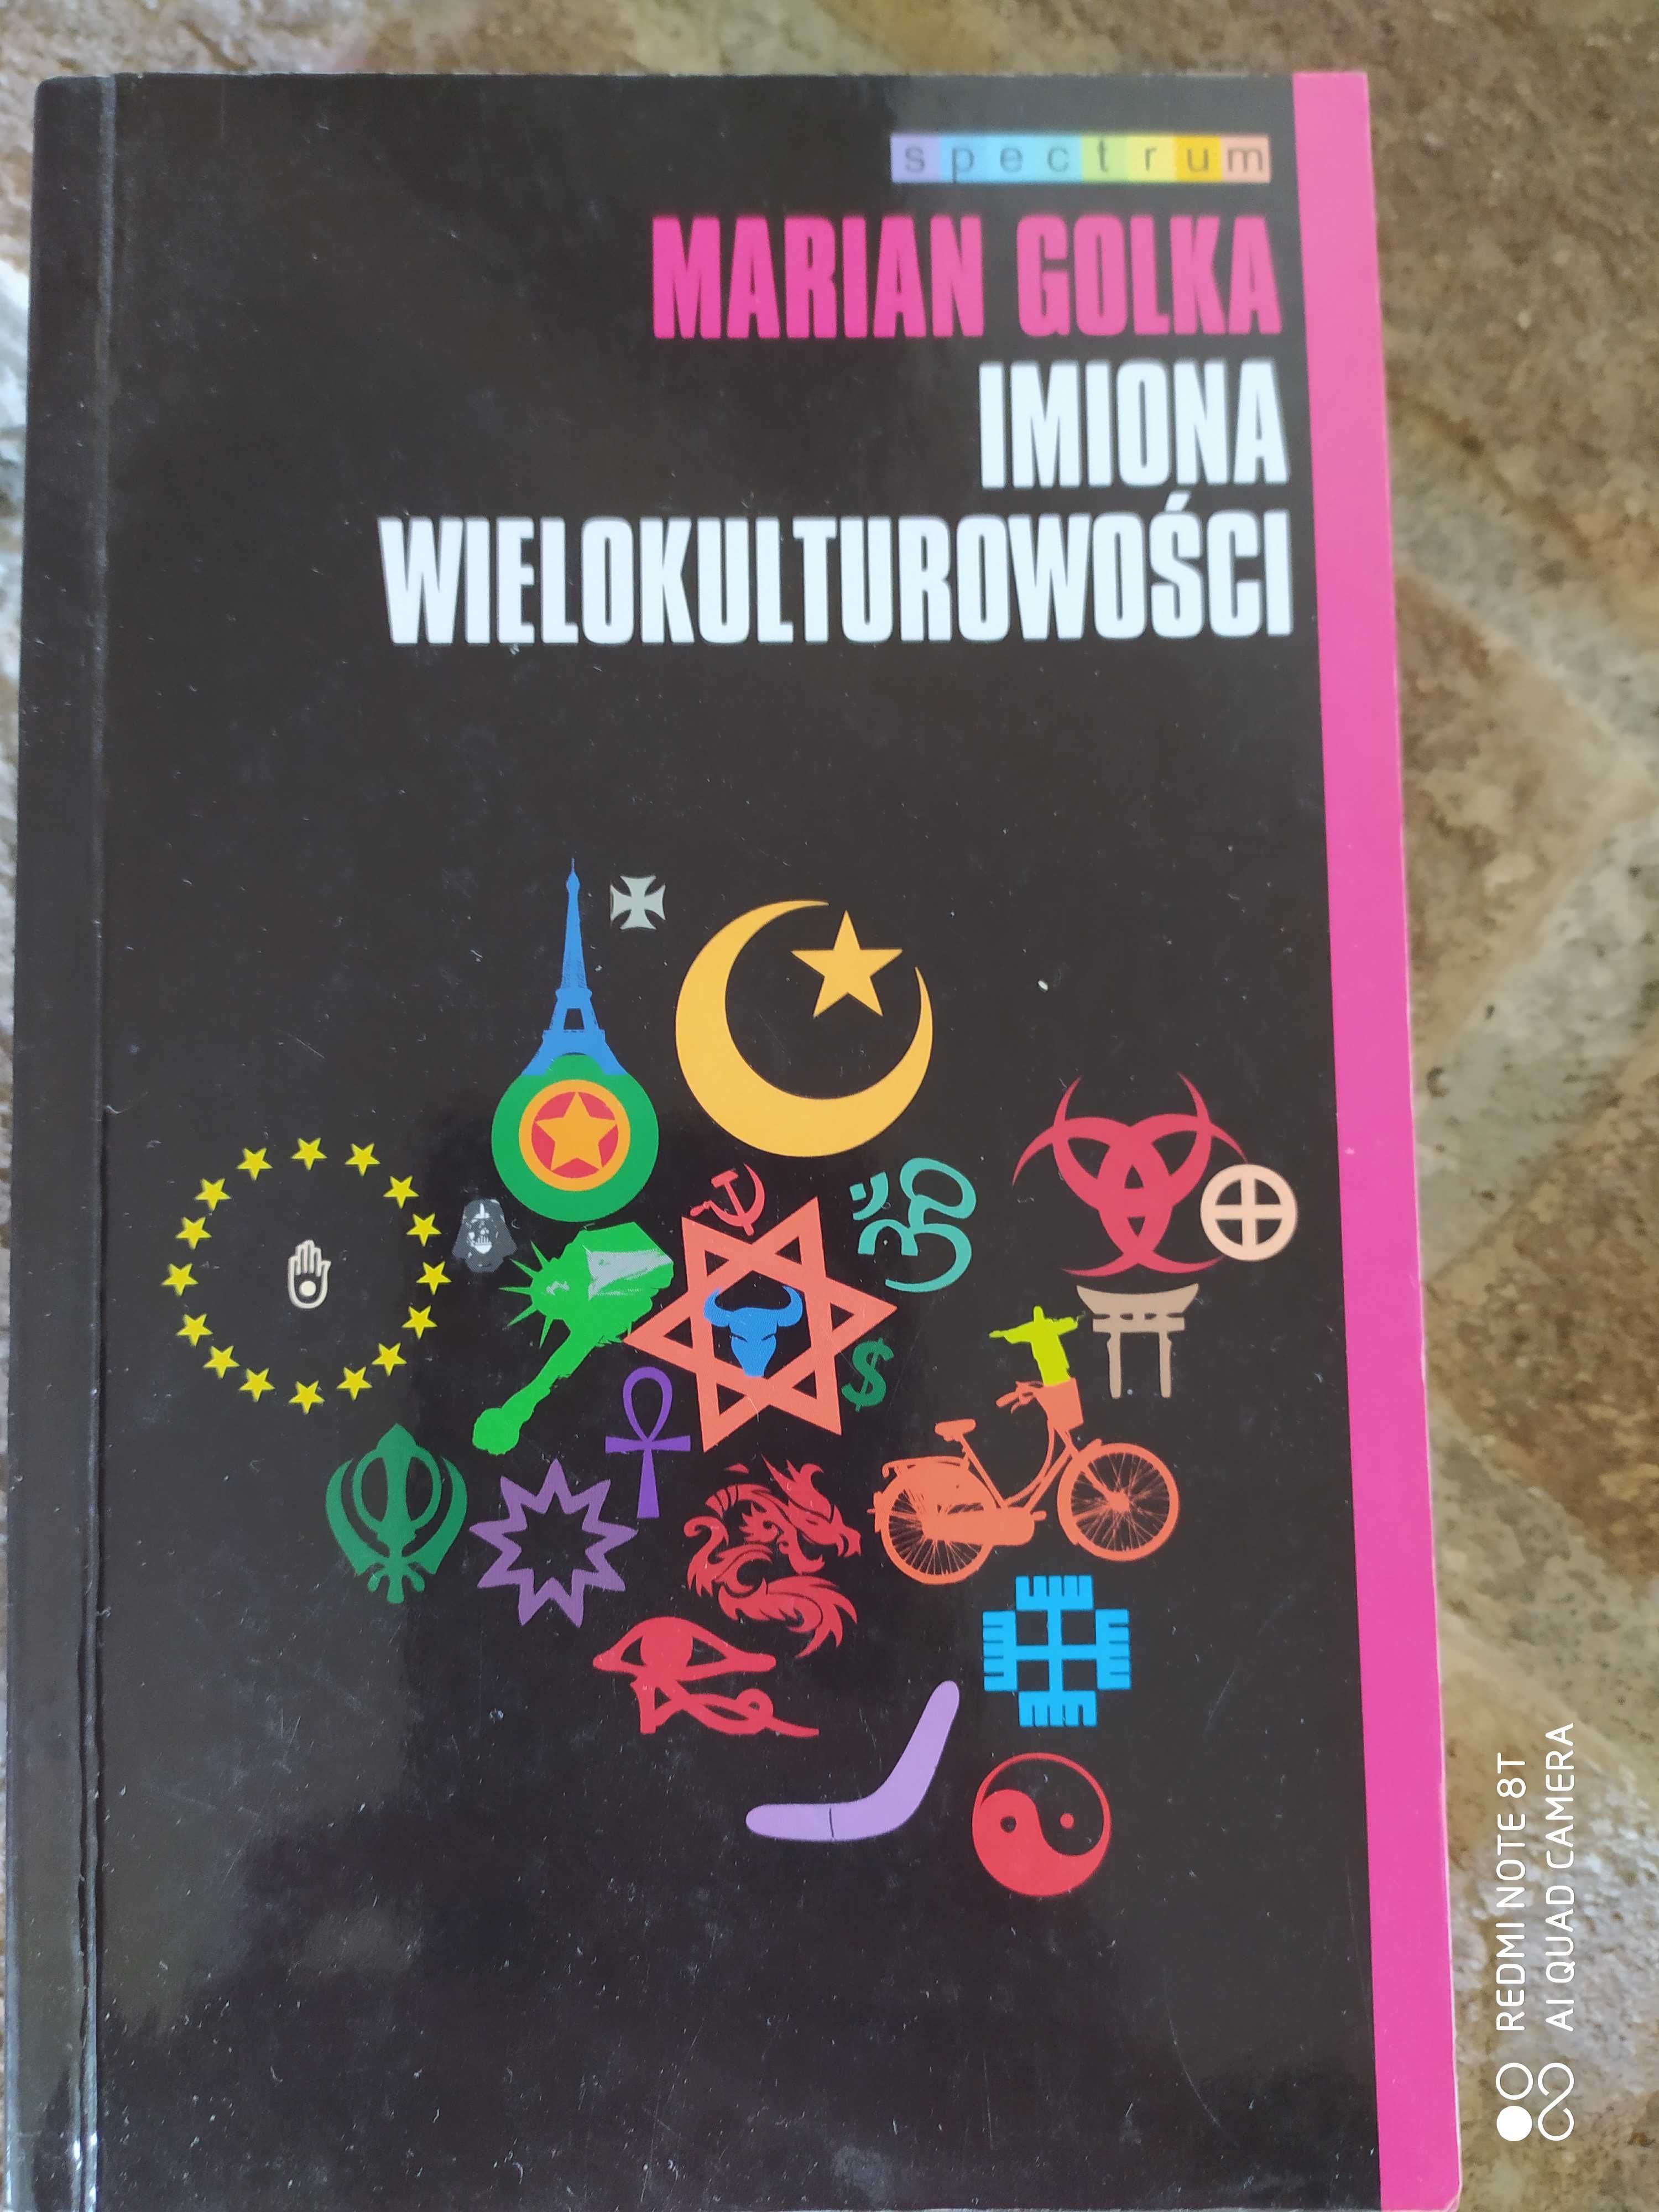 spectrum
MARIAN GOLKA
IMIONA
WIELOKULTUROWOŚCI
$
REDMI NOTE 8T
AI QUAD CAMERA